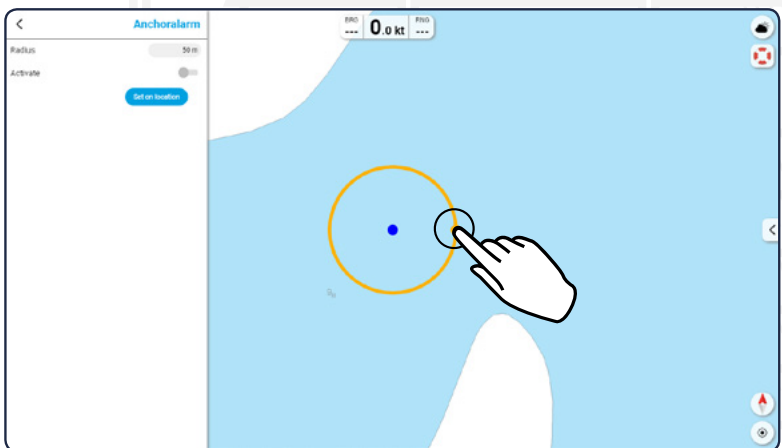 Anchoralarm
BRG --- 0.0 kt RNG ---
Radius 50 m
Activate
Set on location